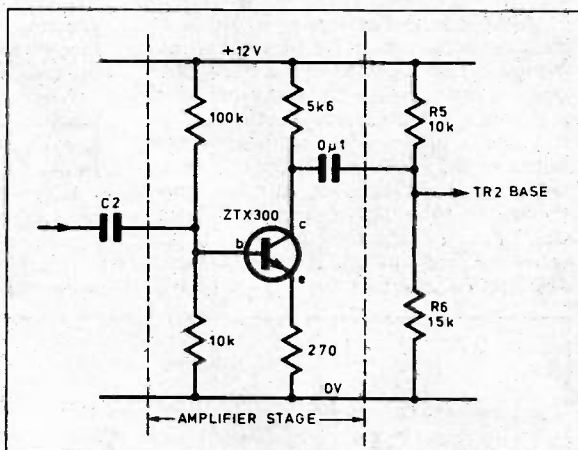 +12V
100k
5k6
R5
10k
0µ1
TR2 BASE
C2
ZTX300
c
b
e
10k
270
R6
15k
0V
AMPLIFIER STAGE